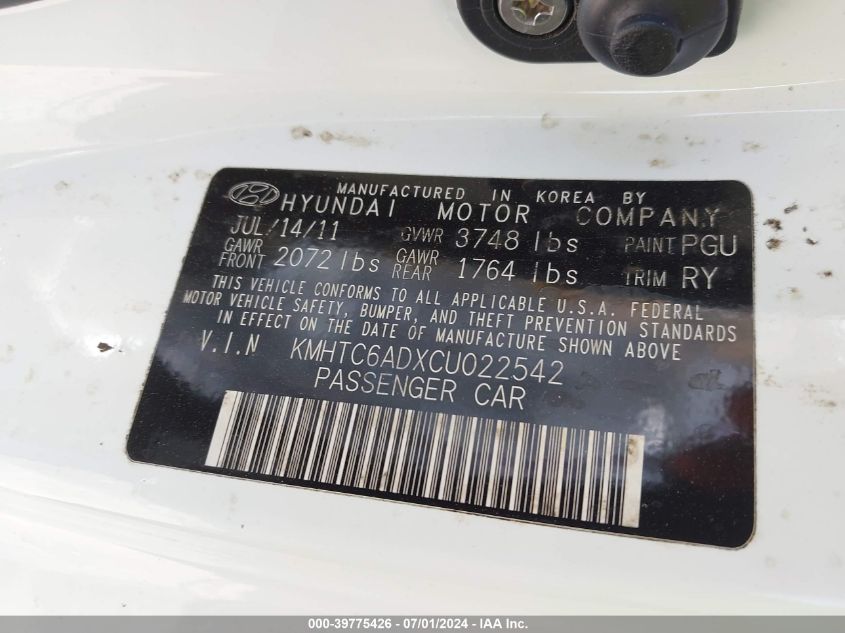 MANUFACTURED IN KOREA BY
HYUNDAI MOTOR COMPANY
JUL/14/11 GVWR 3748 lbs PAINT PGU
GAWR FRONT 2072 lbs GAWR REAR 1764 lbs TRIM RY
THIS VEHICLE CONFORMS TO ALL APPLICABLE U.S.A. FEDERAL
MOTOR VEHICLE SAFETY, BUMPER, AND THEFT PREVENTION STANDARDS
IN EFFECT ON THE DATE OF MANUFACTURE SHOWN ABOVE
V.I.N KMHTC6ADXCU022542
PASSENGER CAR
000-39775426 - 07/01/2024 - IAA Inc.